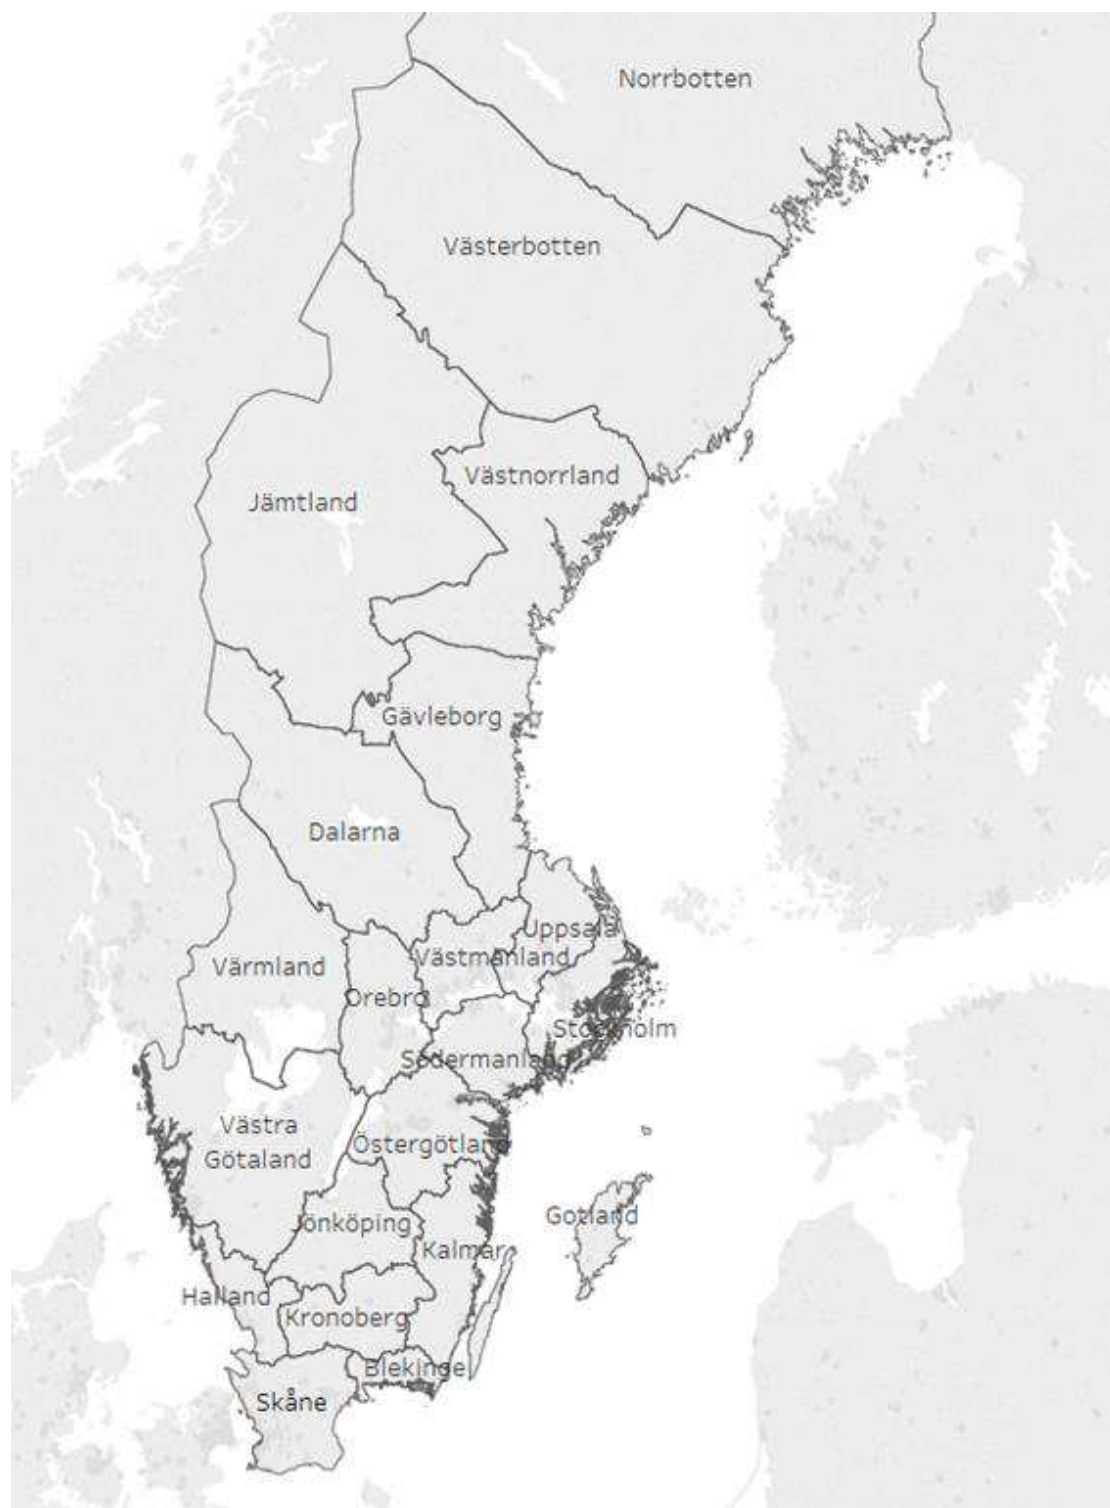 Norrbotten
Västerbotten
Västnorrland
Jämtland
Gävleborg
Dalarna
Uppsala
Västmanland
Värmland
Örebro
Stockholm
Södermanland
Västra
Götaland
Östergötland
Gotland
Jönköping
Kalmar
Halland
Kronoberg
Blekinge
Skåne